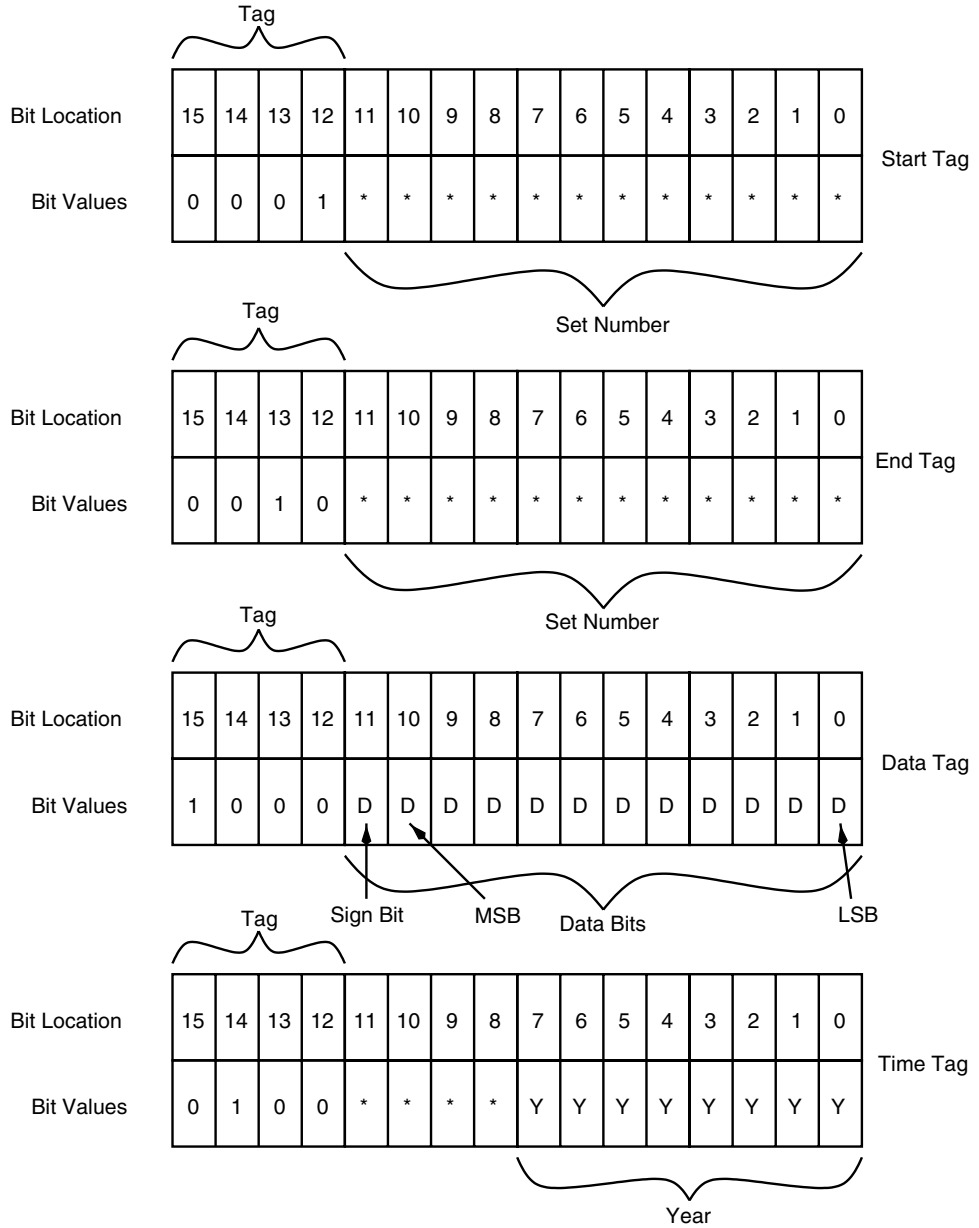 Tag
Bit Location 15 14 13 12 11 10 9 8 7 6 5 4 3 2 1 0
Start Tag
Bit Values 0 0 0 1 * * * * * * * * * * * *
Set Number
Tag
Bit Location 15 14 13 12 11 10 9 8 7 6 5 4 3 2 1 0
End Tag
Bit Values 0 0 1 0 * * * * * * * * * * * *
Set Number
Tag
Bit Location 15 14 13 12 11 10 9 8 7 6 5 4 3 2 1 0
Data Tag
Bit Values 1 0 0 0 D D D D D D D D D D D D
Sign Bit MSB Data Bits LSB
Tag
Bit Location 15 14 13 12 11 10 9 8 7 6 5 4 3 2 1 0
Time Tag
Bit Values 0 1 0 0 * * * * Y Y Y Y Y Y Y Y
Year